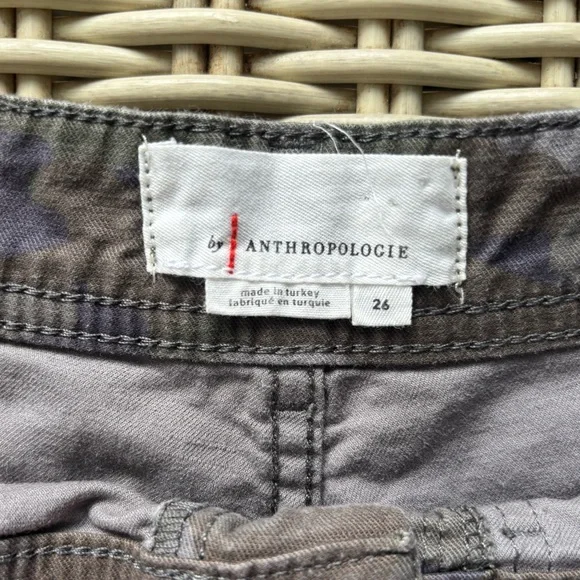 by ANTHROPOLOGIE
made in turkey
fabriqué en turquie
26